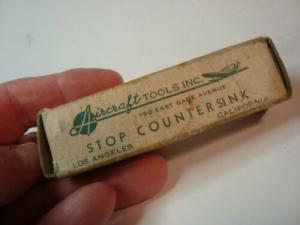 Aircraft TOOLS INC.
750 EAST GAGE AVENUE
STOP COUNTERSINK
LOS ANGELES CALIFORNIA